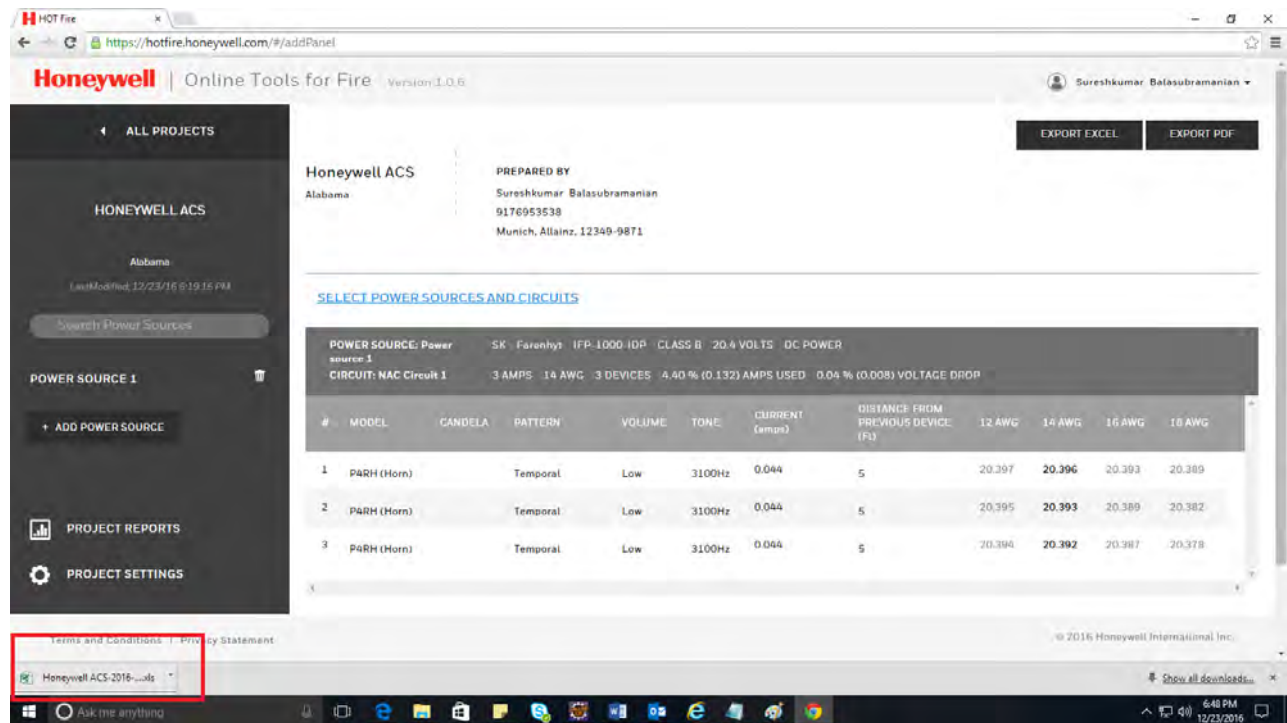 HOT Fire
https://hotfire.honeywell.com/#/addPanel
Honeywell | Online Tools for Fire Version 1.0.6
Sureshkumar Balasubramanian
ALL PROJECTS
EXPORT EXCEL
EXPORT PDF
HONEYWELL ACS
Alabama
LastModified: 12/23/16 6:19:16 PM
Search Power Sources
POWER SOURCE 1
+ ADD POWER SOURCE
PROJECT REPORTS
PROJECT SETTINGS
Honeywell ACS
Alabama
PREPARED BY
Sureshkumar Balasubramanian
9176953538
Munich, Allainz, 12349-9871
SELECT POWER SOURCES AND CIRCUITS
POWER SOURCE: Power source 1
SK Farenhyt IFP-1000-IDP CLASS B 20.4 VOLTS DC POWER
CIRCUIT: NAC Circuit 1
3 AMPS 14 AWG 3 DEVICES 4.40 % (0.132) AMPS USED 0.04 % (0.008) VOLTAGE DROP
# MODEL CANDELA PATTERN VOLUME TONE CURRENT (amps) DISTANCE FROM PREVIOUS DEVICE (Ft) 12 AWG 14 AWG 16 AWG 18 AWG
1 P4RH (Horn) Temporal Low 3100Hz 0.044 5 20.397 20.396 20.393 20.389
2 P4RH (Horn) Temporal Low 3100Hz 0.044 5 20.395 20.393 20.389 20.382
3 P4RH (Horn) Temporal Low 3100Hz 0.044 5 20.394 20.392 20.387 20.378
Terms and Conditions | Privacy Statement
© 2016 Honeywell International Inc.
Honeywell ACS-2016-....xls
Show all downloads...
Ask me anything
6:48 PM
12/23/2016